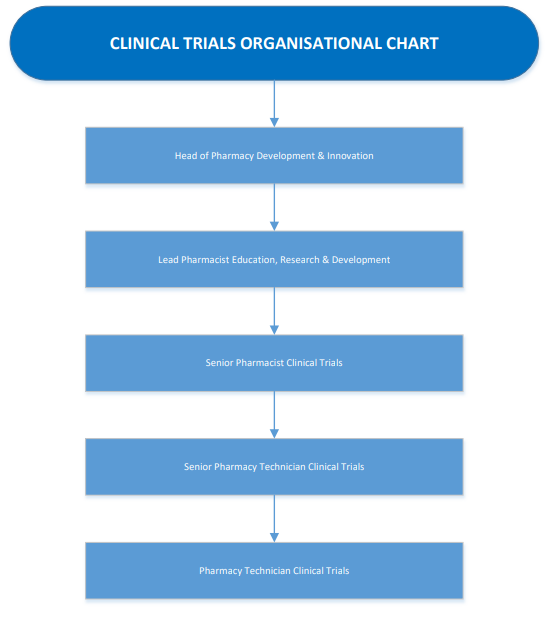 CLINICAL TRIALS ORGANISATIONAL CHART
Head of Pharmacy Development & Innovation
Lead Pharmacist Education, Research & Development
Senior Pharmacist Clinical Trials
Senior Pharmacy Technician Clinical Trials
Pharmacy Technician Clinical Trials